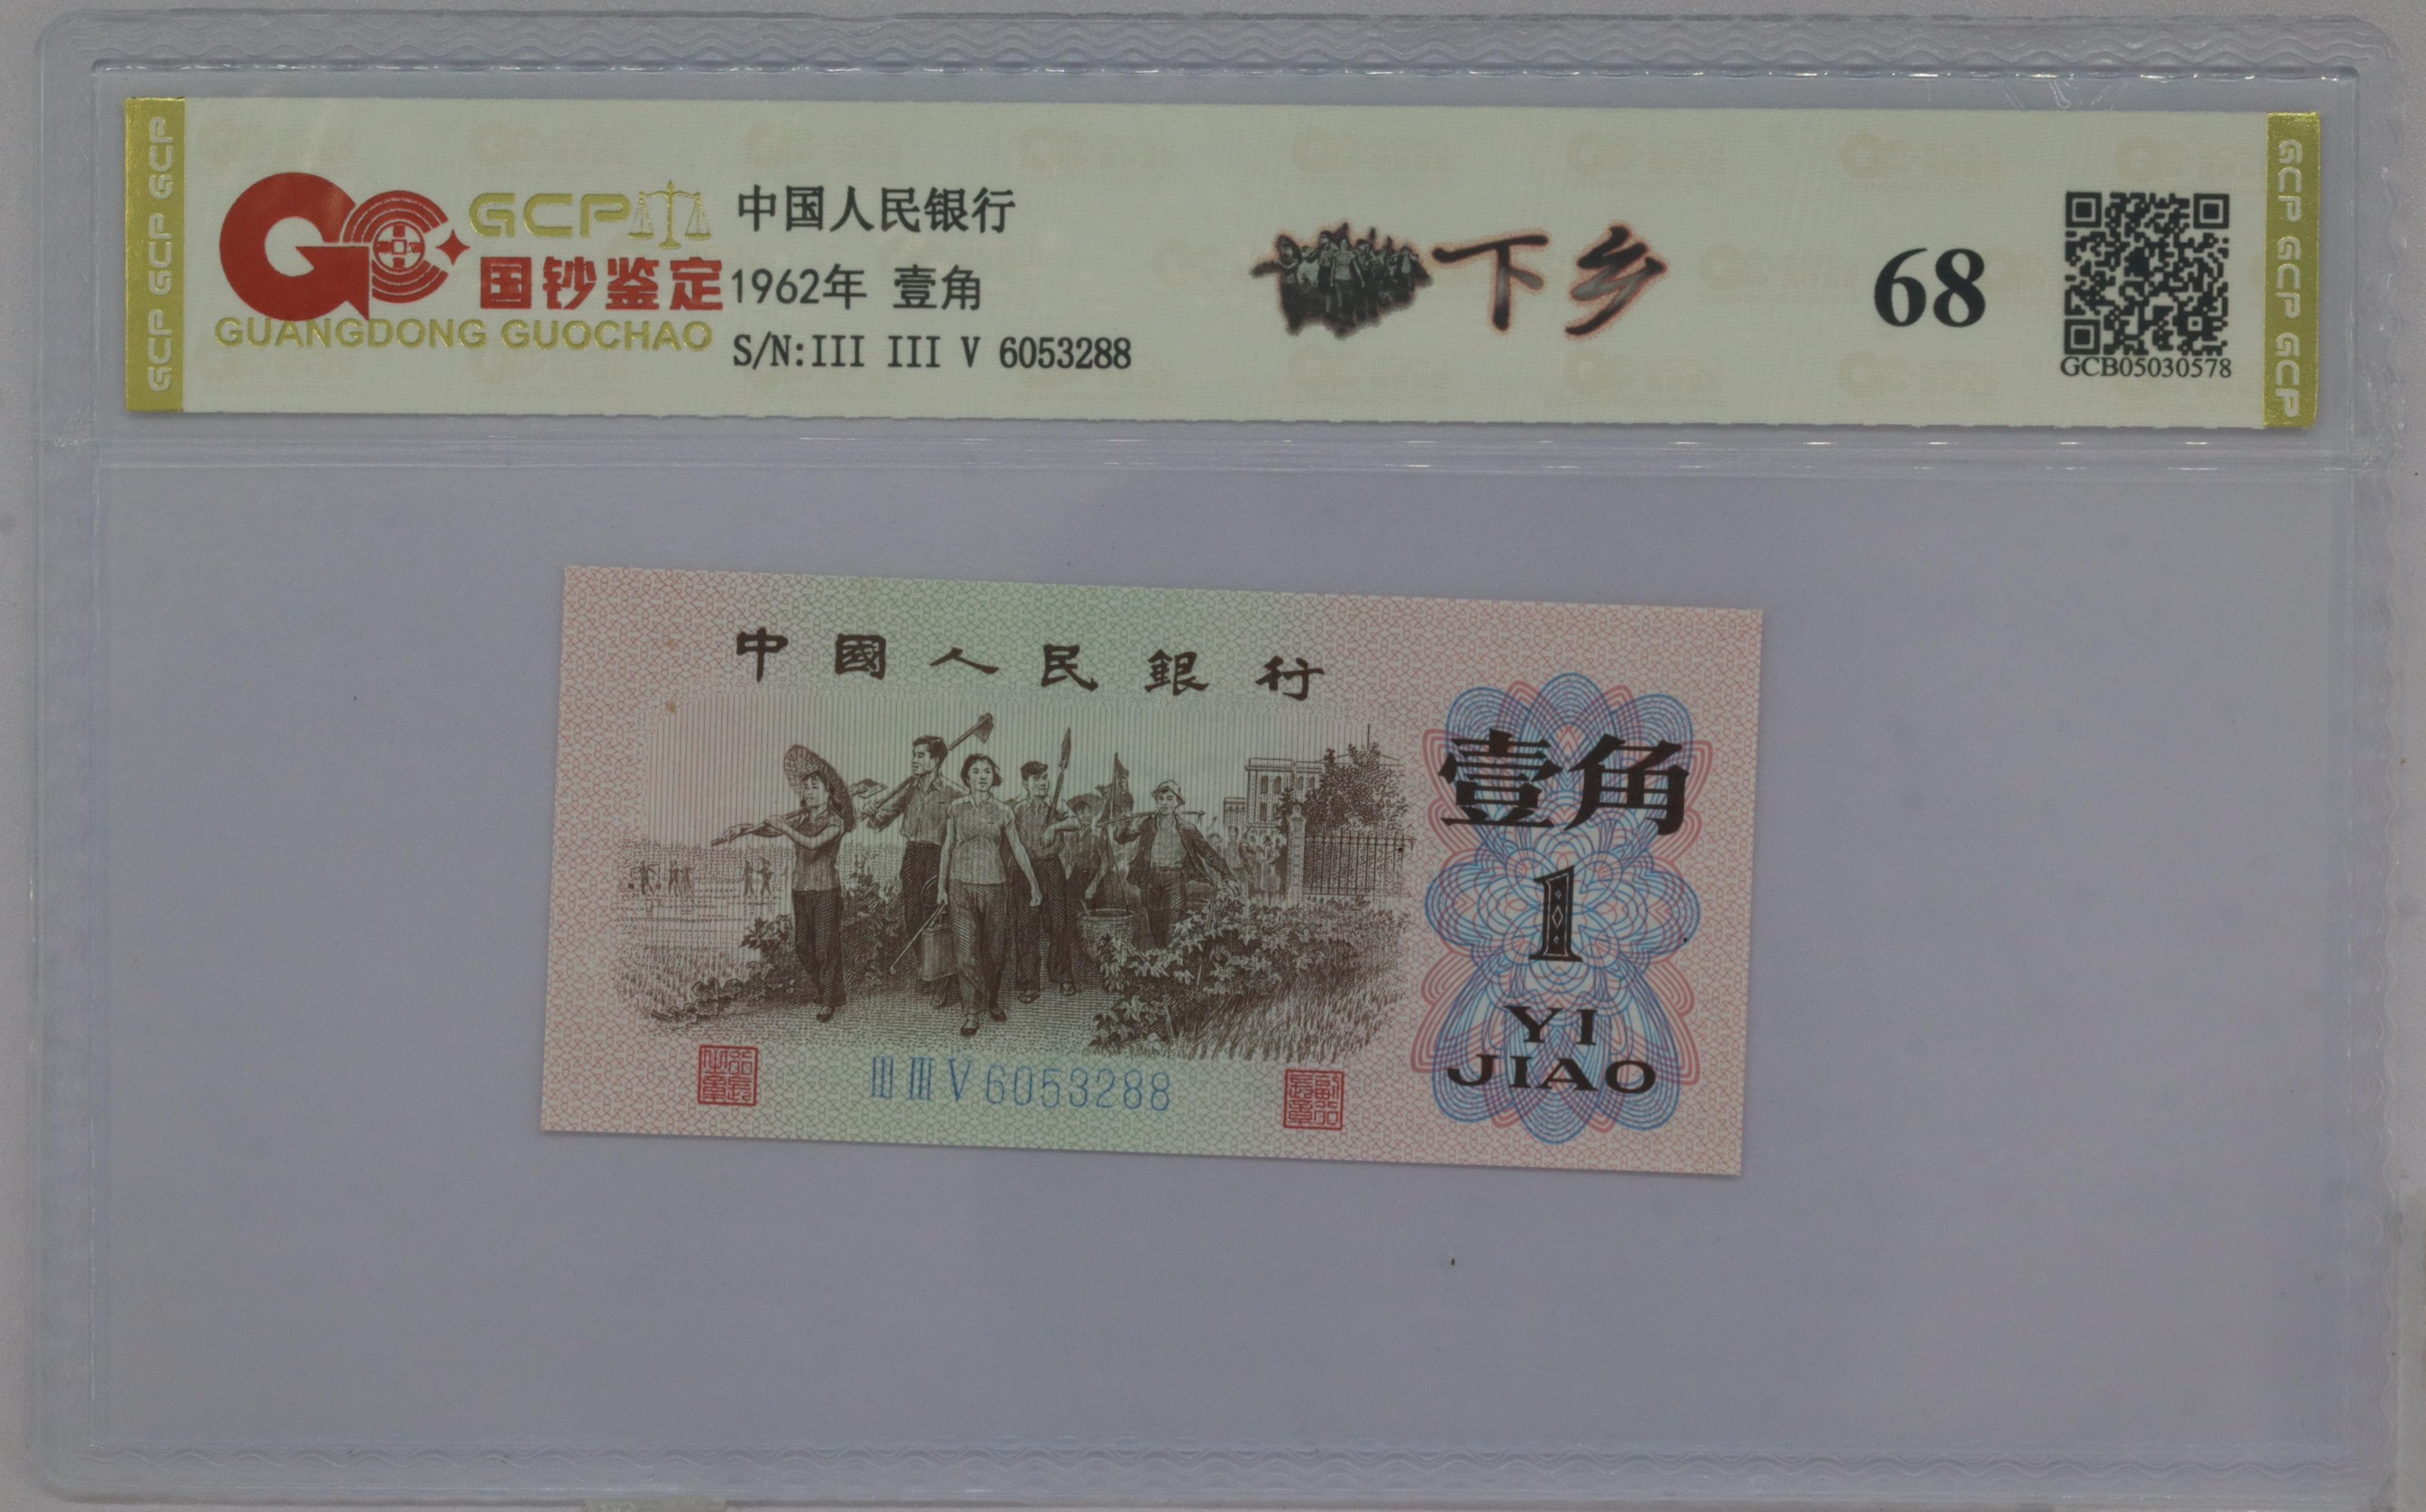 GCP GCP GCP
GCP
国钞鉴定
GUANGDONG GUOCHAO
中国人民银行
1962年 壹角
S/N:III III V 6053288
下乡
68
GCB05030578
GCP GCP GCP
中國人民銀行
壹角
1
YI
JIAO
III III V 6053288